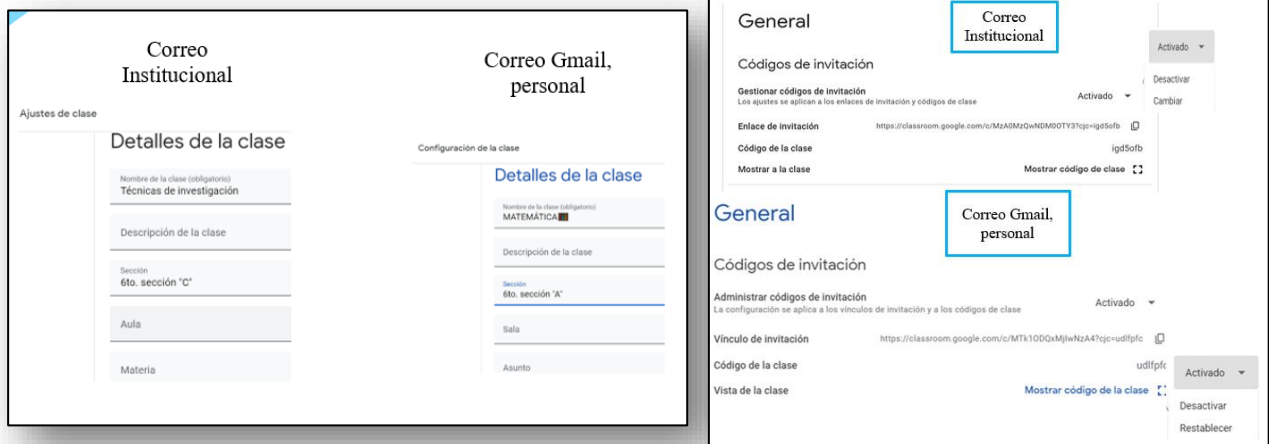 Correo
Institucional
Correo Gmail,
personal
Ajustes de clase
Detalles de la clase
Nombre de la clase (obligatorio)
Técnicas de investigación
Descripción de la clase
Sección
6to. sección "C"
Aula
Materia
Configuración de la clase
Detalles de la clase
Nombre de la clase (obligatorio)
MATEMÁTICA
Descripción de la clase
Sección
6to. sección "A"
Sala
Asunto
General
Correo
Institucional
Códigos de invitación
Gestionar códigos de invitación
Los ajustes se aplican a los enlaces de invitación y códigos de clase
Activado
Enlace de invitación https://classroom.google.com/c/MzA0MzQwNDM0OTY3?cjc=igd5ofb
Código de la clase igd5ofb
Mostrar a la clase Mostrar código de clase
Activado
Desactivar
Cambiar
General
Correo Gmail,
personal
Códigos de invitación
Administrar códigos de invitación
La configuración se aplica a los vínculos de invitación y a los códigos de clase
Activado
Vínculo de invitación https://classroom.google.com/c/MTk1ODQxMjIwNzA4?cjc=udlfpfc
Código de la clase udlfpfc
Vista de la clase Mostrar código de la clase
Activado
Desactivar
Restablecer